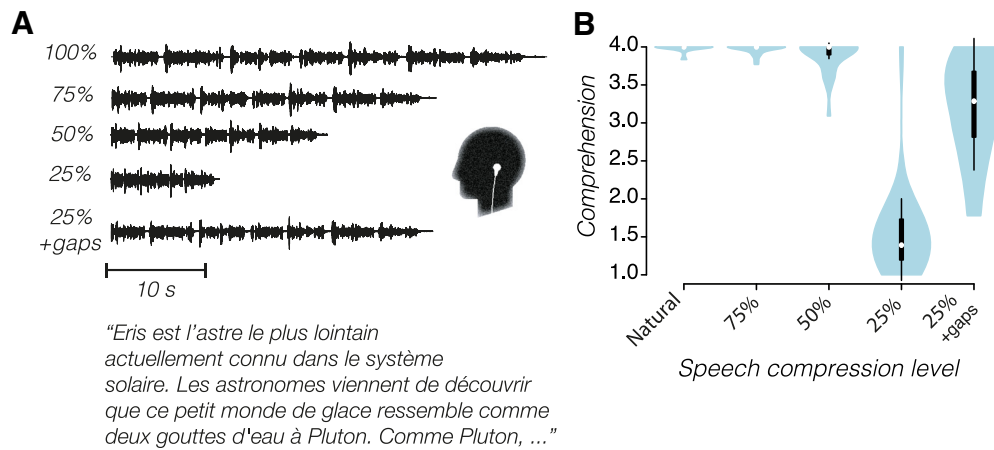 A
100%
75%
50%
25%
25%
+gaps
10 s
"Eris est l'astre le plus lointain
actuellement connu dans le système
solaire. Les astronomes viennent de découvrir
que ce petit monde de glace ressemble comme
deux gouttes d'eau à Pluton. Comme Pluton, ..."
B
Comprehension
4.0
3.5
3.0
2.5
2.0
1.5
1.0
Natural
75%
50%
25%
25%
+gaps
Speech compression level